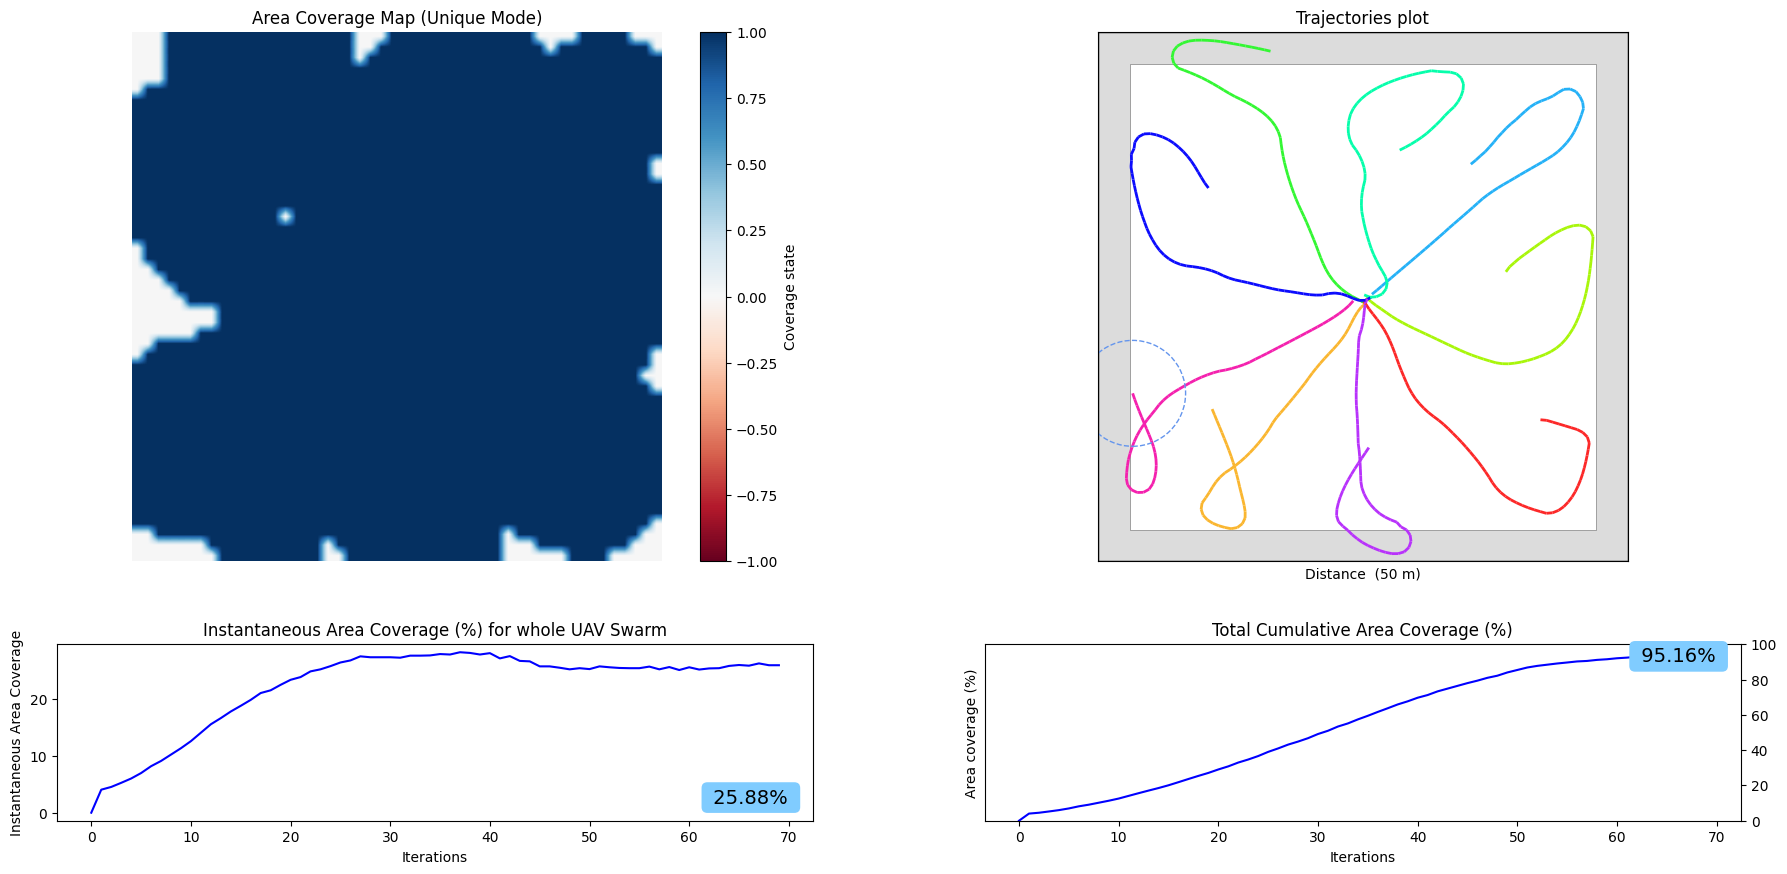 Area Coverage Map (Unique Mode)
1.00
0.75
0.50
0.25
0.00
−0.25
−0.50
−0.75
−1.00
Coverage state
Trajectories plot
Distance  (50 m)
Instantaneous Area Coverage (%) for whole UAV Swarm
Instantaneous Area Coverage
20
10
0
25.88%
0 10 20 30 40 50 60 70
Iterations
Total Cumulative Area Coverage (%)
Area coverage (%)
95.16%
100
80
60
40
20
0
0 10 20 30 40 50 60 70
Iterations